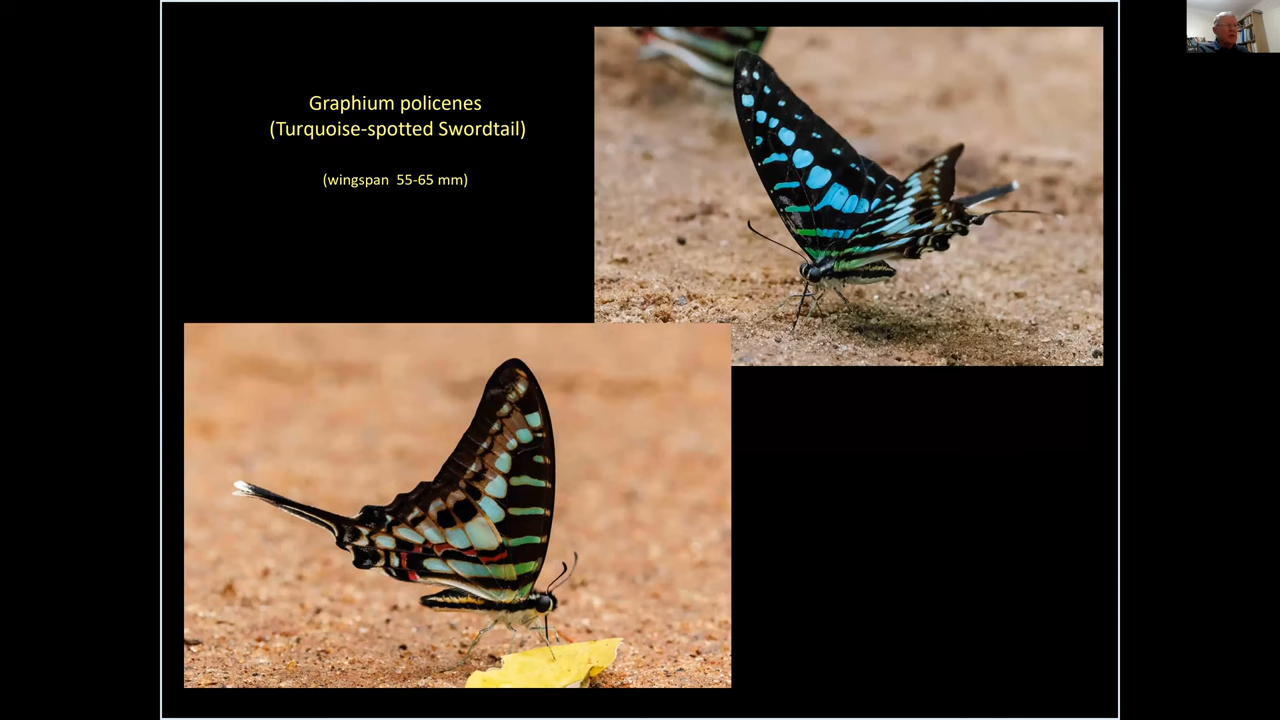 Graphium policenes
(Turquoise-spotted Swordtail)
(wingspan 55-65 mm)